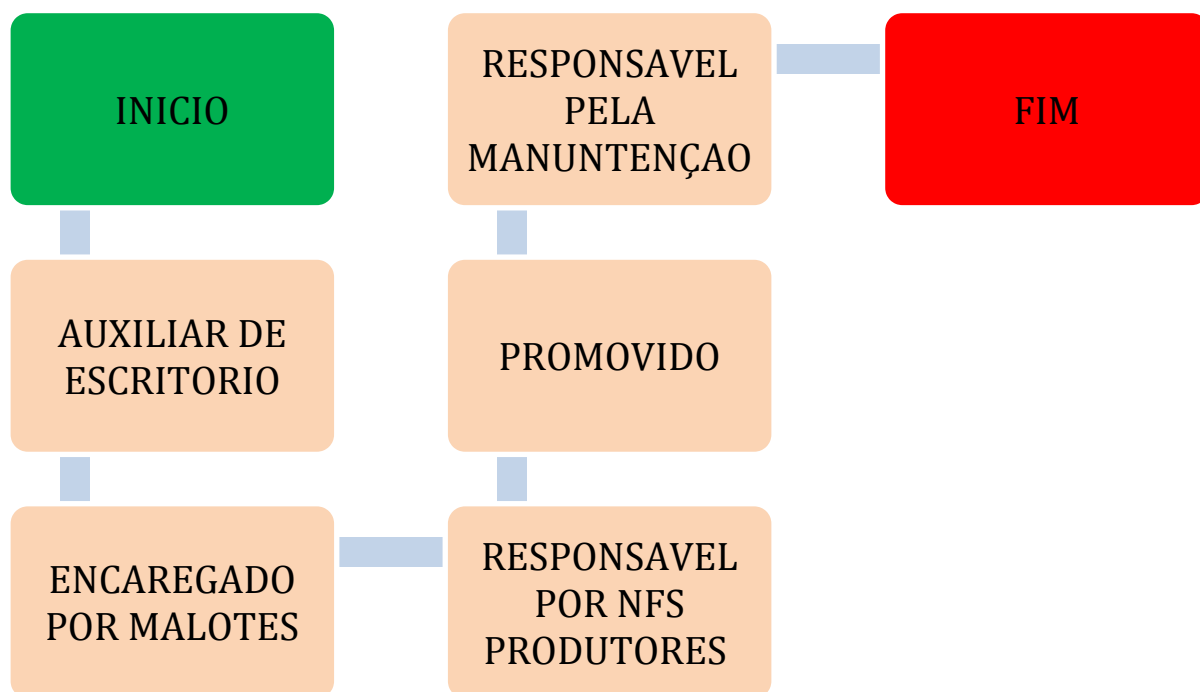 INICIO
AUXILIAR DE
ESCRITORIO
ENCAREGADO
POR MALOTES
RESPONSAVEL
POR NFS
PRODUTORES
PROMOVIDO
RESPONSAVEL
PELA
MANUNTENÇAO
FIM